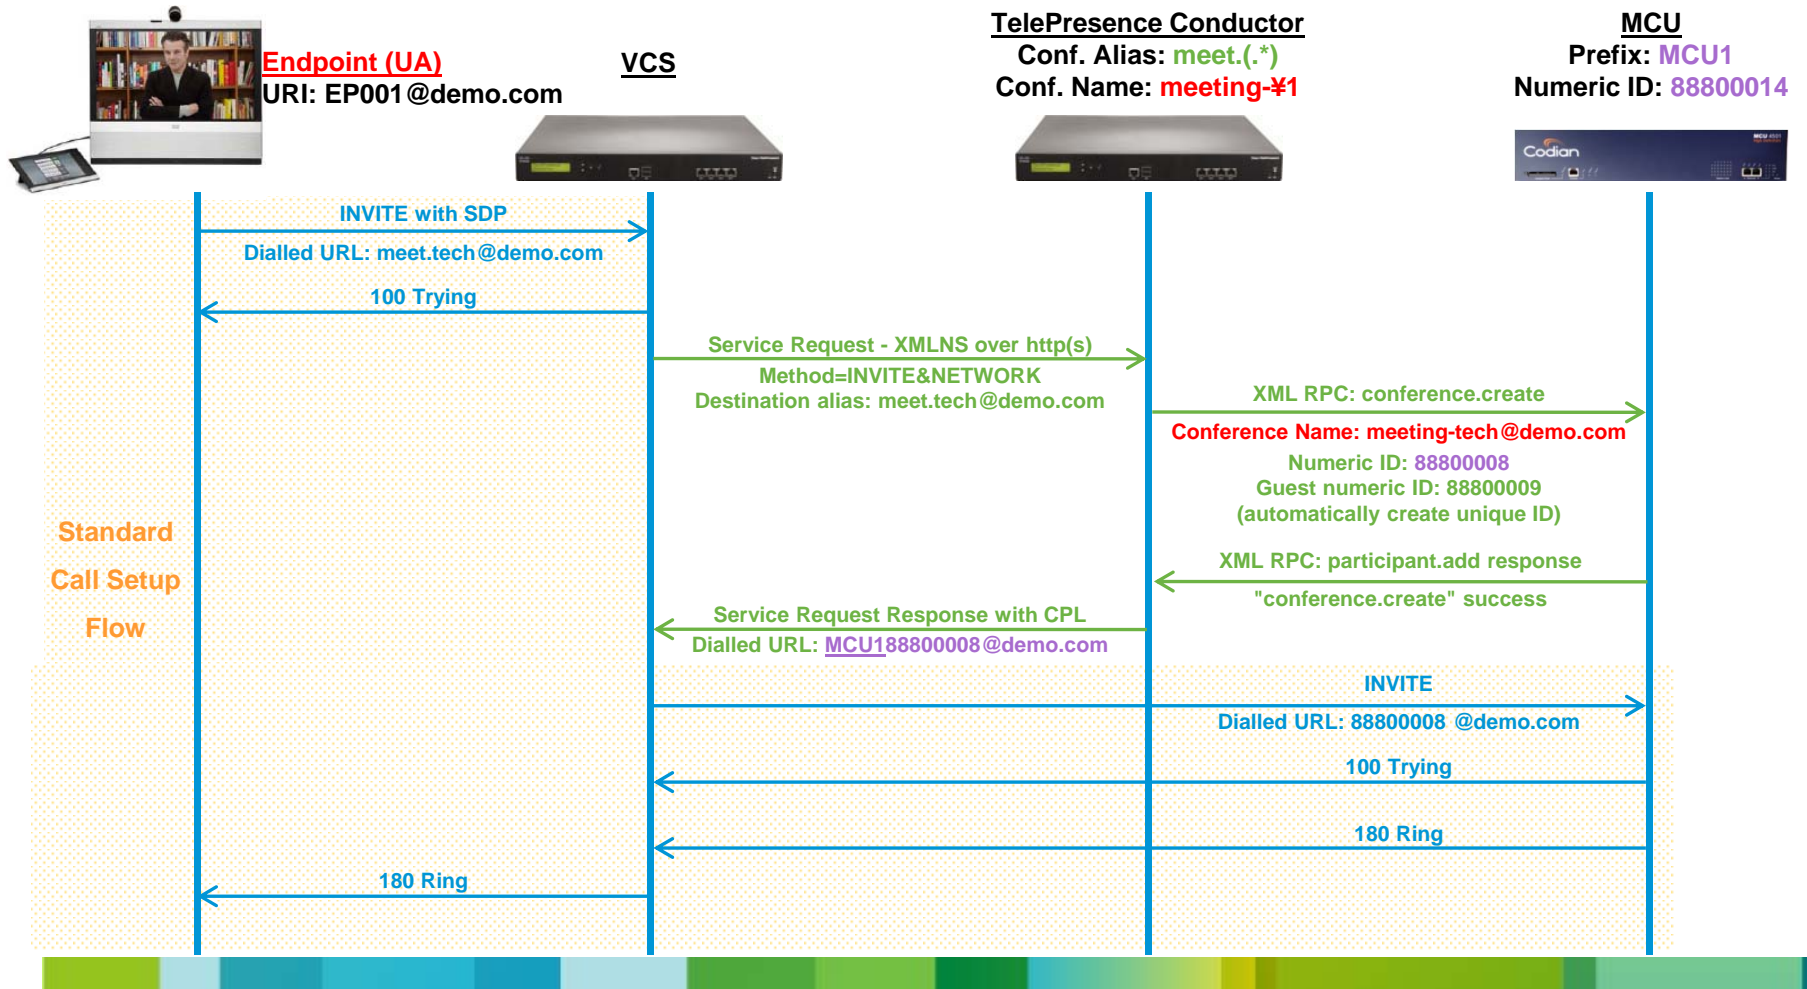 Endpoint (UA)
URI: EP001@demo.com
VCS
TelePresence Conductor
Conf. Alias: meet.(.*)
Conf. Name: meeting-¥1
MCU
Prefix: MCU1
Numeric ID: 88800014
Codian
INVITE with SDP
Dialled URL: meet.tech@demo.com
100 Trying
Service Request - XMLNS over http(s)
Method=INVITE&NETWORK
Destination alias: meet.tech@demo.com
XML RPC: conference.create
Conference Name: meeting-tech@demo.com
Numeric ID: 88800008
Guest numeric ID: 88800009
(automatically create unique ID)
Standard
Call Setup
Flow
XML RPC: participant.add response
"conference.create" success
Service Request Response with CPL
Dialled URL: MCU188800008@demo.com
INVITE
Dialled URL: 88800008 @demo.com
100 Trying
180 Ring
180 Ring